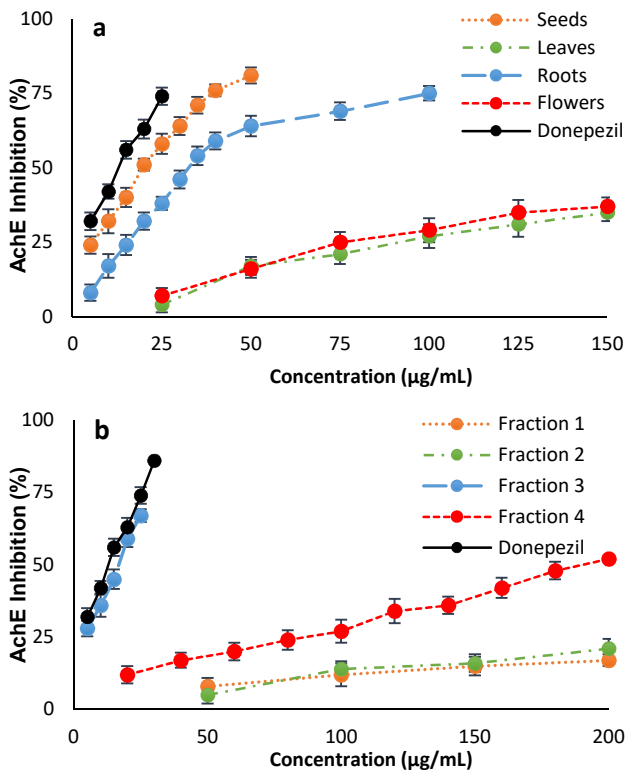 a
100
75
50
25
0
AchE Inhibition (%)
Seeds
Leaves
Roots
Flowers
Donepezil
0 25 50 75 100 125 150
Concentration (µg/mL)
b
100
75
50
25
0
AchE Inhibition (%)
Fraction 1
Fraction 2
Fraction 3
Fraction 4
Donepezil
0 50 100 150 200
Concentration (µg/mL)